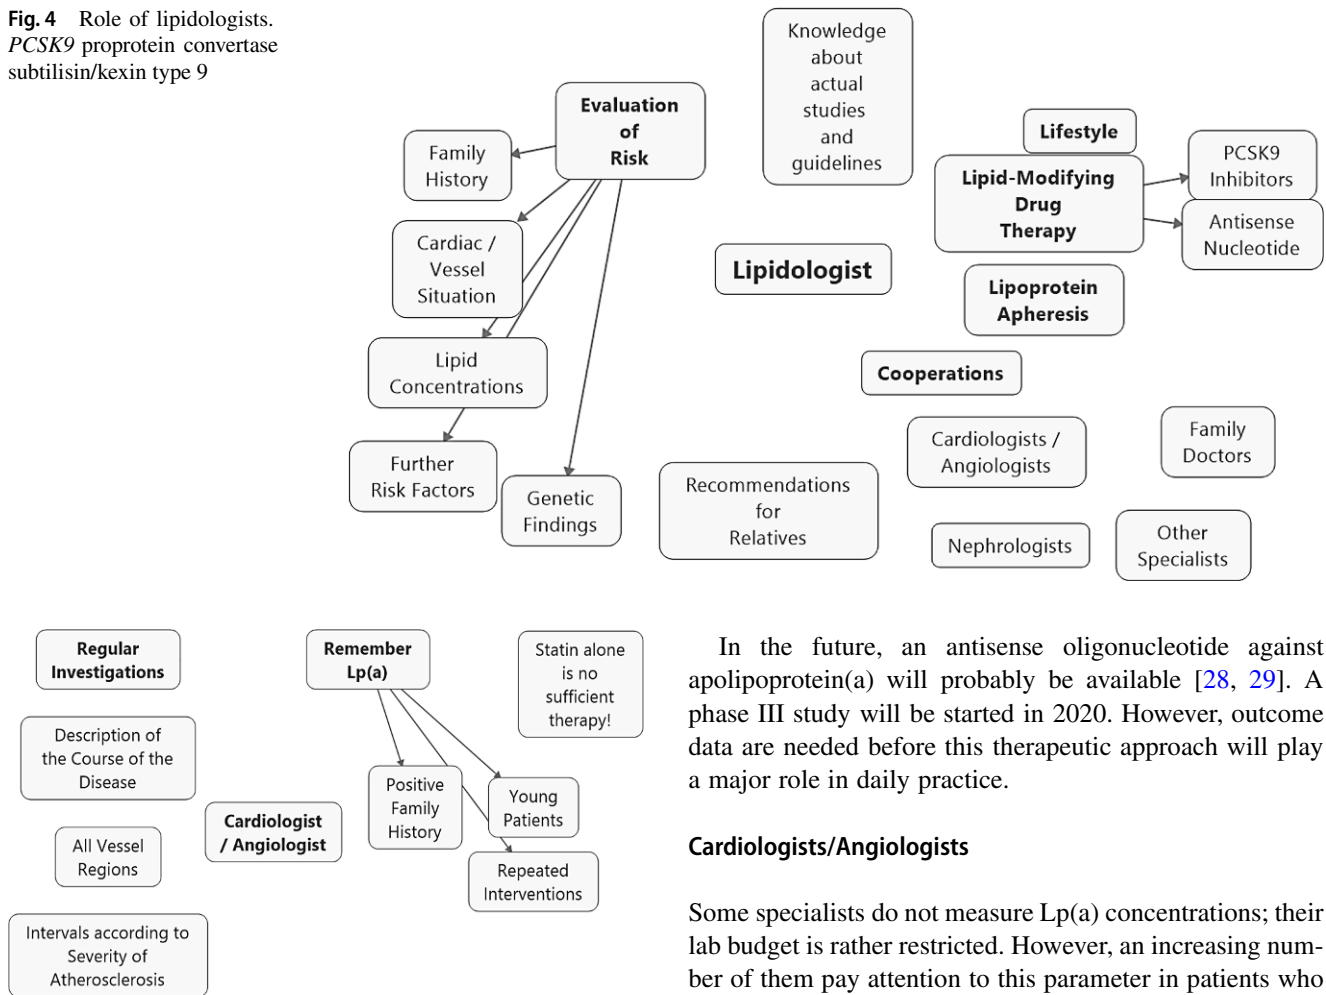 Fig. 4 Role of lipidologists.
PCSK9 proprotein convertase
subtilisin/kexin type 9
Knowledge
about
actual
studies
and
guidelines
Evaluation
of
Risk
Family
History
Cardiac /
Vessel
Situation
Lipid
Concentrations
Further
Risk Factors
Genetic
Findings
Lifestyle
Lipid-Modifying
Drug
Therapy
PCSK9
Inhibitors
Antisense
Nucleotide
Lipidologist
Lipoprotein
Apheresis
Cooperations
Cardiologists /
Angiologists
Family
Doctors
Recommendations
for
Relatives
Nephrologists
Other
Specialists
Regular
Investigations
Description of
the Course of the
Disease
All Vessel
Regions
Intervals according to
Severity of
Atherosclerosis
Cardiologist
/ Angiologist
Remember
Lp(a)
Positive
Family
History
Young
Patients
Repeated
Interventions
Statin alone
is no
sufficient
therapy!
In the future, an antisense oligonucleotide against
apolipoprotein(a) will probably be available [28, 29]. A
phase III study will be started in 2020. However, outcome
data are needed before this therapeutic approach will play
a major role in daily practice.
Cardiologists/Angiologists
Some specialists do not measure Lp(a) concentrations; their
lab budget is rather restricted. However, an increasing num-
ber of them pay attention to this parameter in patients who